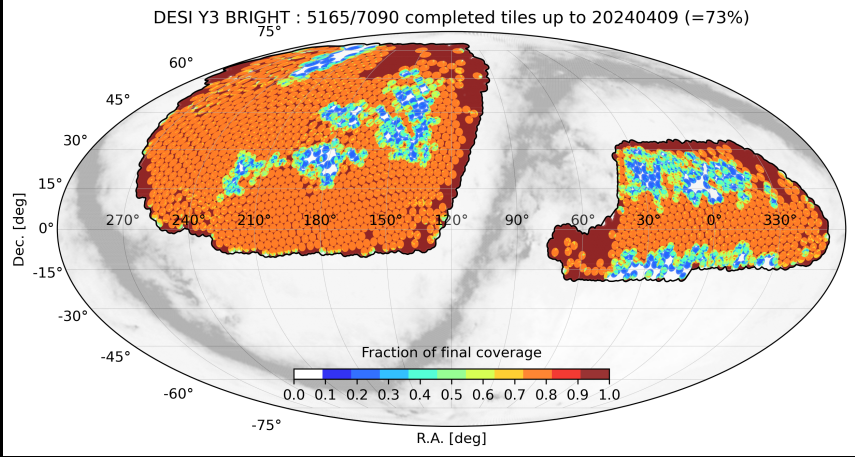 DESI Y3 BRIGHT : 5165/7090 completed tiles up to 20240409 (=73%)
75°
60°
45°
30°
15°
0°
-15°
-30°
-45°
-60°
-75°
Dec. [deg]
270° 240° 210° 180° 150° 120° 90° 60° 30° 0° 330°
Fraction of final coverage
0.0 0.1 0.2 0.3 0.4 0.5 0.6 0.7 0.8 0.9 1.0
R.A. [deg]